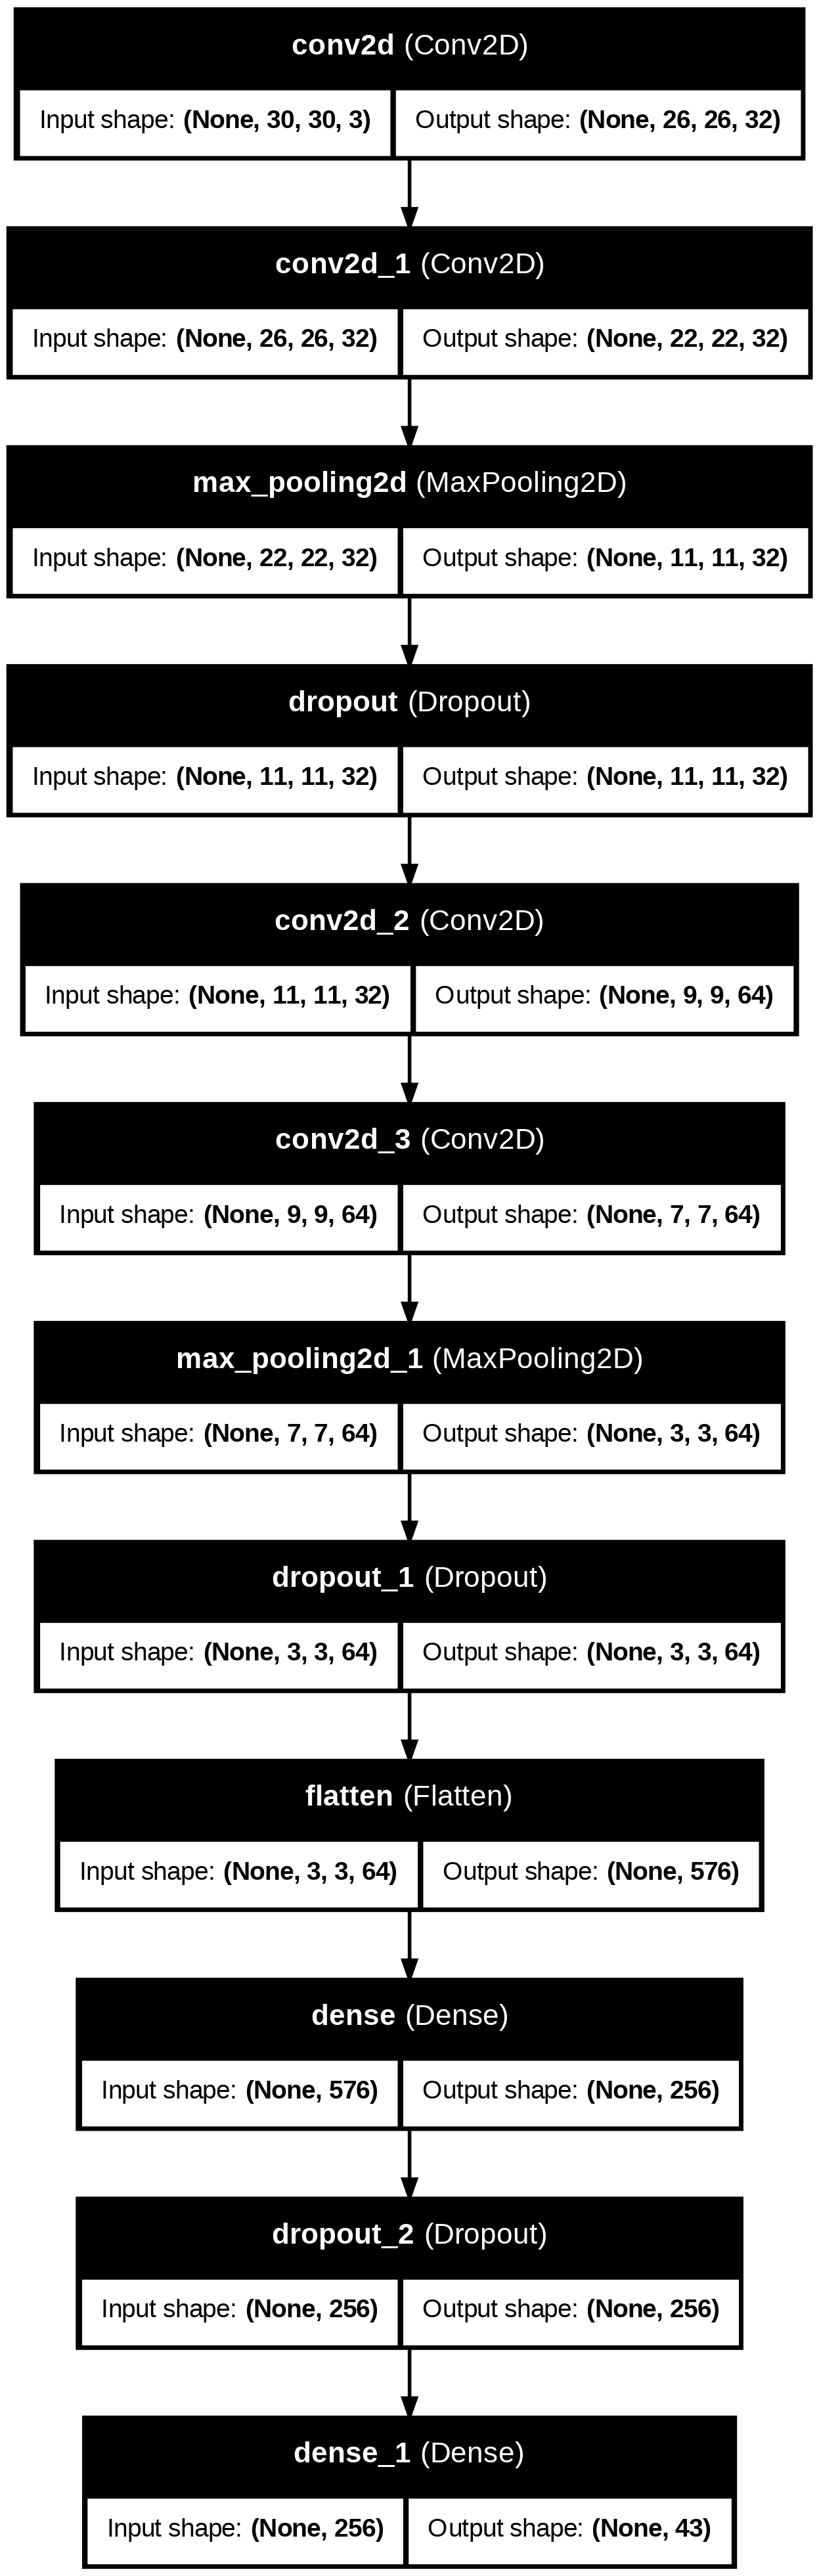 conv2d (Conv2D)
Input shape: (None, 30, 30, 3) Output shape: (None, 26, 26, 32)
conv2d_1 (Conv2D)
Input shape: (None, 26, 26, 32) Output shape: (None, 22, 22, 32)
max_pooling2d (MaxPooling2D)
Input shape: (None, 22, 22, 32) Output shape: (None, 11, 11, 32)
dropout (Dropout)
Input shape: (None, 11, 11, 32) Output shape: (None, 11, 11, 32)
conv2d_2 (Conv2D)
Input shape: (None, 11, 11, 32) Output shape: (None, 9, 9, 64)
conv2d_3 (Conv2D)
Input shape: (None, 9, 9, 64) Output shape: (None, 7, 7, 64)
max_pooling2d_1 (MaxPooling2D)
Input shape: (None, 7, 7, 64) Output shape: (None, 3, 3, 64)
dropout_1 (Dropout)
Input shape: (None, 3, 3, 64) Output shape: (None, 3, 3, 64)
flatten (Flatten)
Input shape: (None, 3, 3, 64) Output shape: (None, 576)
dense (Dense)
Input shape: (None, 576) Output shape: (None, 256)
dropout_2 (Dropout)
Input shape: (None, 256) Output shape: (None, 256)
dense_1 (Dense)
Input shape: (None, 256) Output shape: (None, 43)